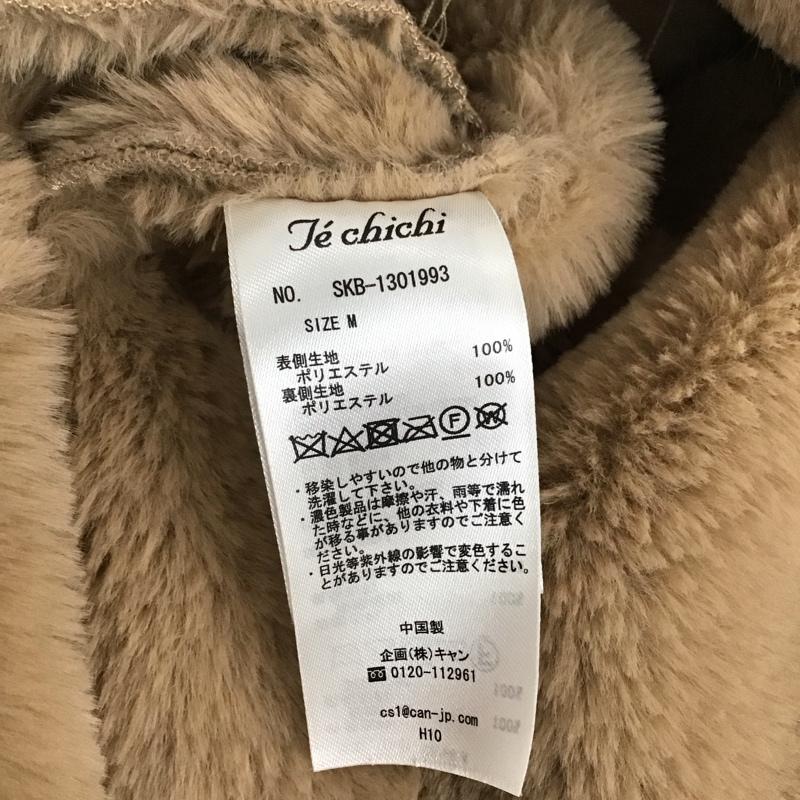 Té chichi
NO. SKB-1301993
SIZE M
表側生地 100%
ポリエステル
裏側生地 100%
ポリエステル
F W
・移染しやすいので他の物と分けて
洗濯して下さい。
・濃色製品は摩擦や汗、雨等で濡れ
た時などに、他の衣料や下着に色
が移る事がありますのでご注意く
ださい。
・日光等紫外線の影響で変色するこ
とがありますのでご注意ください。
中国製
企画(株)キャン
0120-112961
cs1@can-jp.com
H10